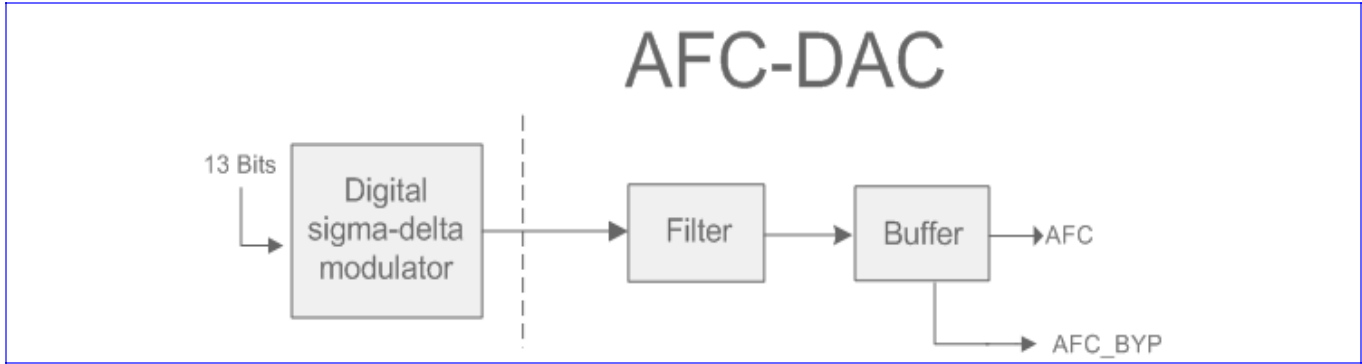 AFC-DAC
13 Bits
Digital
sigma-delta
modulator
Filter
Buffer
AFC
AFC_BYP